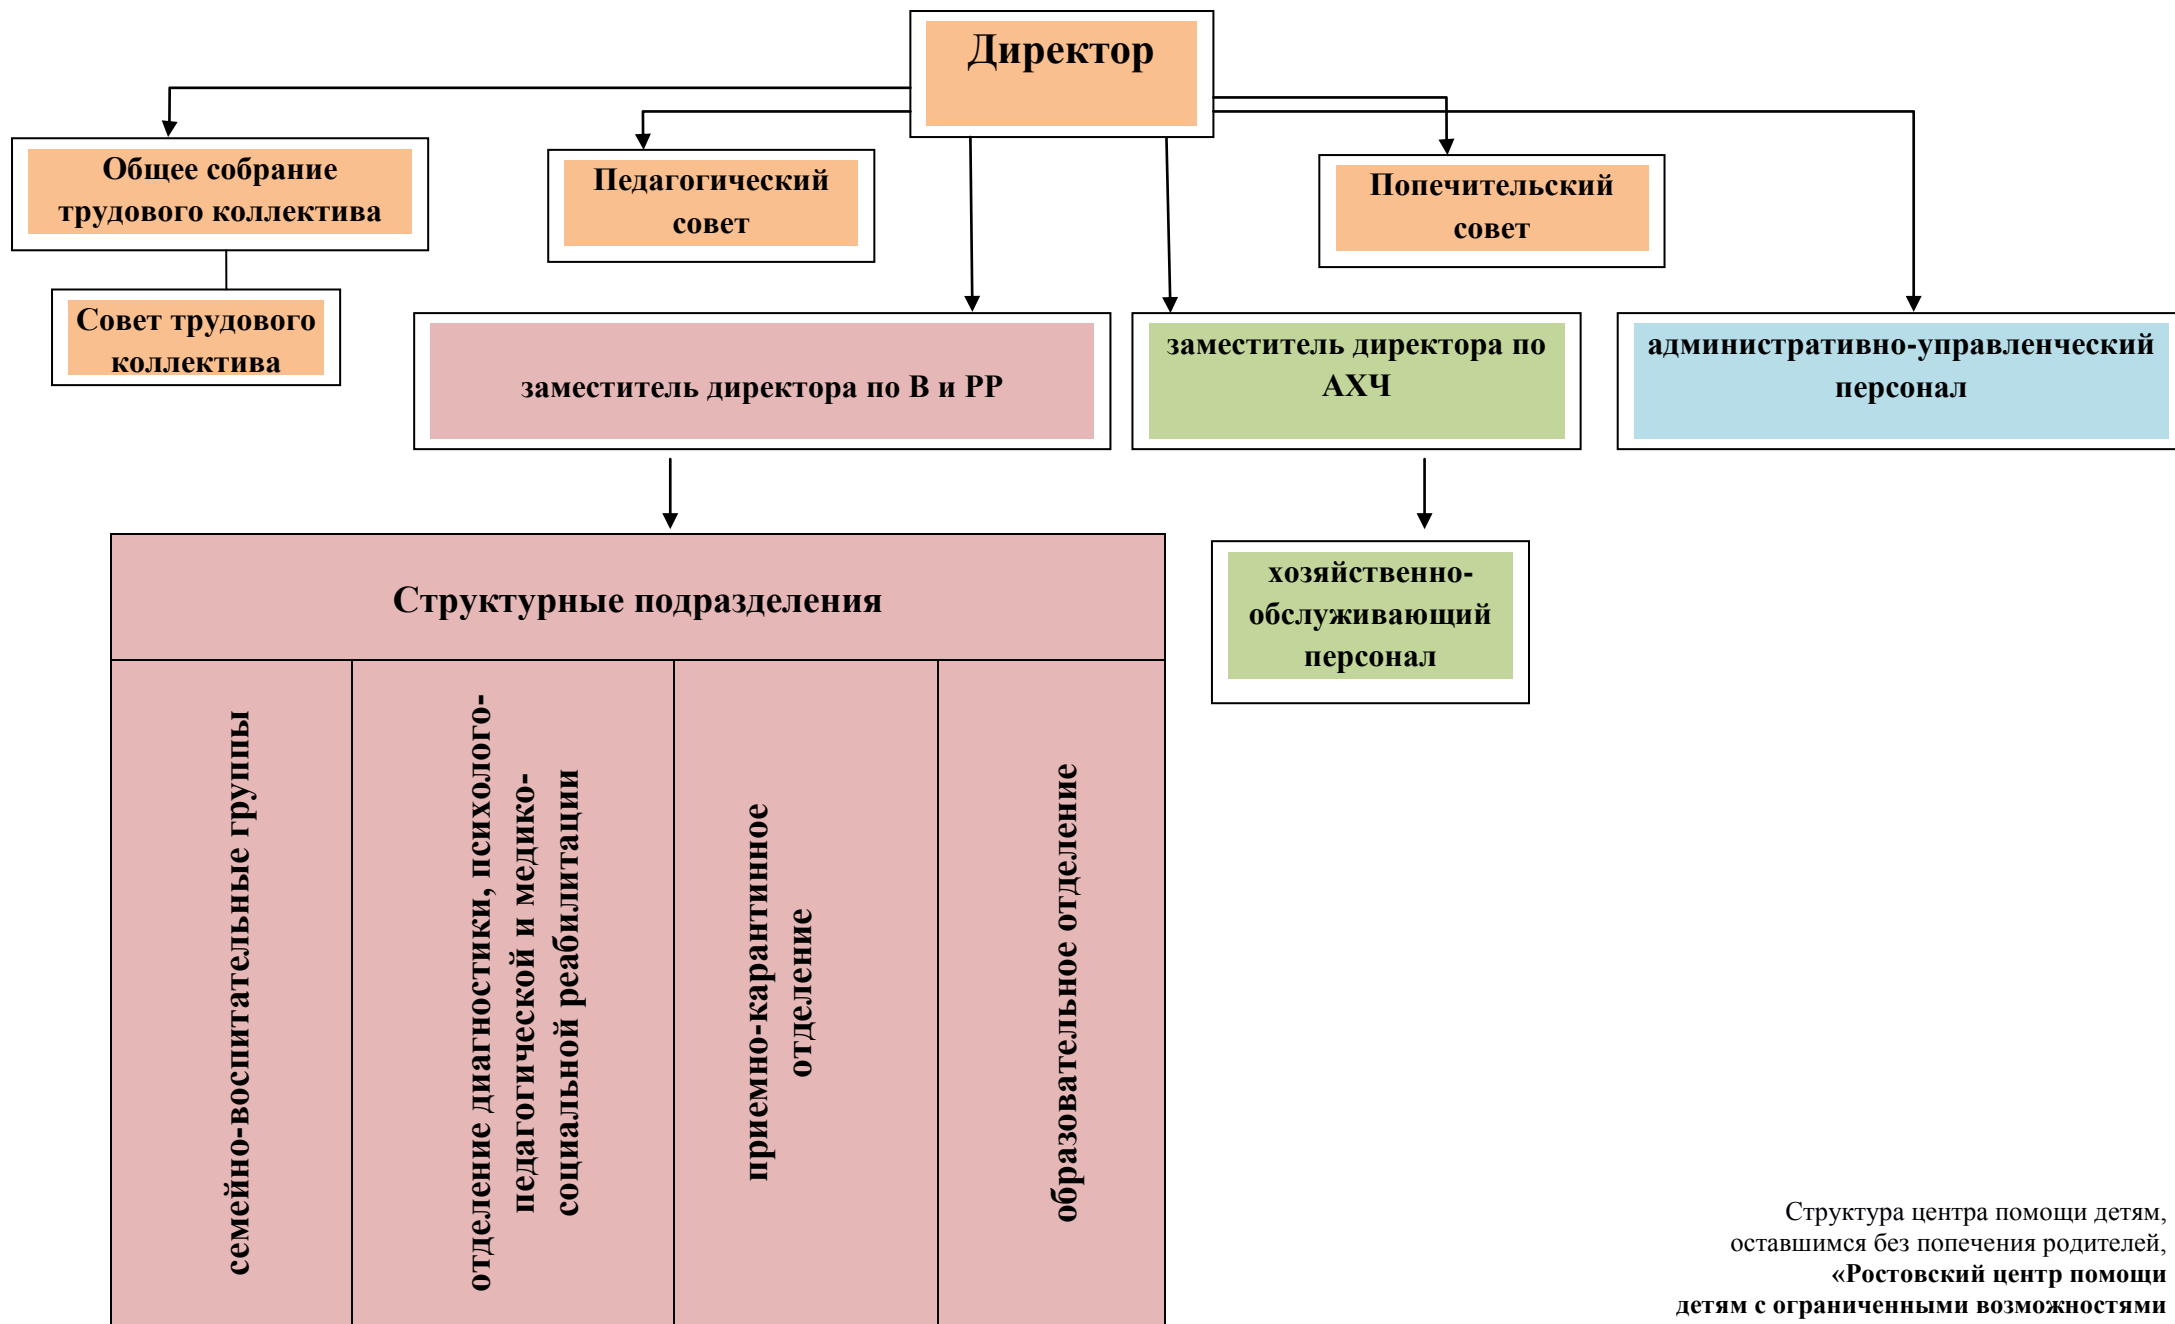 Директор
Общее собрание
трудового коллектива
Педагогический
совет
Попечительский
совет
Совет трудового
коллектива
заместитель директора по В и РР
заместитель директора по
АХЧ
административно-управленческий
персонал
Структурные подразделения
хозяйственно-
обслуживающий
персонал
семейно-воспитательные группы
отделение диагностики, психолого-
педагогической и медико-
социальной реабилитации
приемно-карантинное
отделение
образовательное отделение
Структура центра помощи детям,
оставшимся без попечения родителей,
«Ростовский центр помощи
детям с ограниченными возможностями